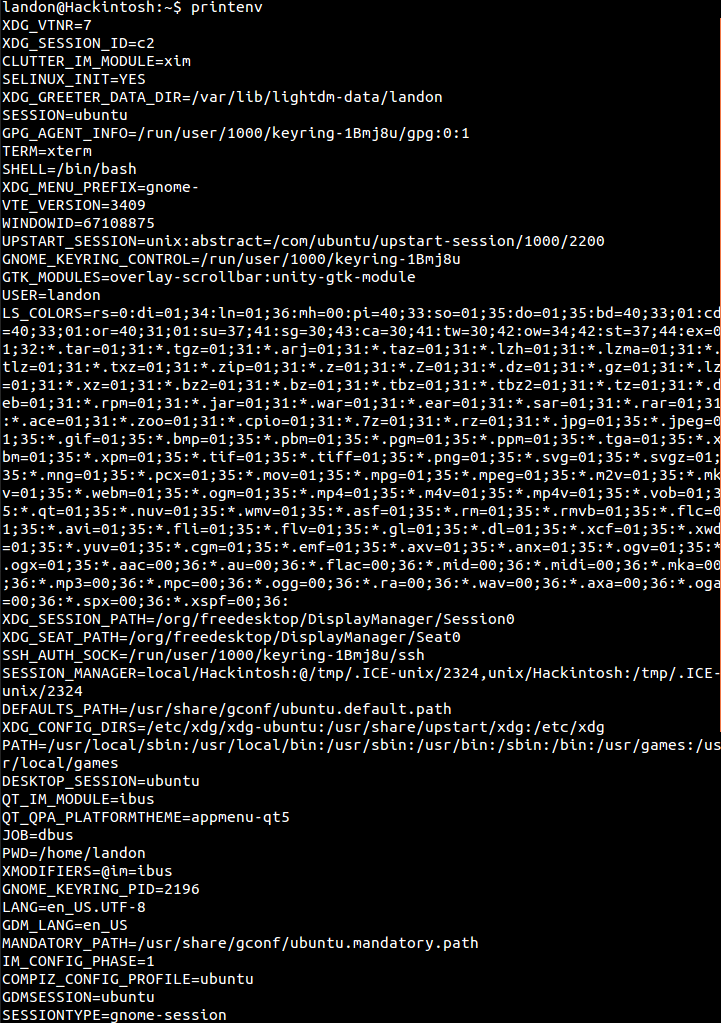 landon@Hackintosh:~$ printenv
XDG_VTNR=7
XDG_SESSION_ID=c2
CLUTTER_IM_MODULE=xim
SELINUX_INIT=YES
XDG_GREETER_DATA_DIR=/var/lib/lightdm-data/landon
SESSION=ubuntu
GPG_AGENT_INFO=/run/user/1000/keyring-1Bmj8u/gpg:0:1
TERM=xterm
SHELL=/bin/bash
XDG_MENU_PREFIX=gnome-
VTE_VERSION=3409
WINDOWID=67108875
UPSTART_SESSION=unix:abstract=/com/ubuntu/upstart-session/1000/2200
GNOME_KEYRING_CONTROL=/run/user/1000/keyring-1Bmj8u
GTK_MODULES=overlay-scrollbar:unity-gtk-module
USER=landon
LS_COLORS=rs=0:di=01;34:ln=01;36:mh=00:pi=40;33:so=01;35:do=01;35:bd=40;33;01:cd
=40;33;01:or=40;31;01:su=37;41:sg=30;43:ca=30;41:tw=30;42:ow=34;42:st=37;44:ex=0
1;32:*.tar=01;31:*.tgz=01;31:*.arj=01;31:*.taz=01;31:*.lzh=01;31:*.lzma=01;31:*.
tlz=01;31:*.txz=01;31:*.zip=01;31:*.z=01;31:*.Z=01;31:*.dz=01;31:*.gz=01;31:*.lz
=01;31:*.xz=01;31:*.bz2=01;31:*.bz=01;31:*.tbz=01;31:*.tbz2=01;31:*.tz=01;31:*.d
eb=01;31:*.rpm=01;31:*.jar=01;31:*.war=01;31:*.ear=01;31:*.sar=01;31:*.rar=01;31
:*.ace=01;31:*.zoo=01;31:*.cpio=01;31:*.7z=01;31:*.rz=01;31:*.jpg=01;35:*.jpeg=0
1;35:*.gif=01;35:*.bmp=01;35:*.pbm=01;35:*.pgm=01;35:*.ppm=01;35:*.tga=01;35:*.x
bm=01;35:*.xpm=01;35:*.tif=01;35:*.tiff=01;35:*.png=01;35:*.svg=01;35:*.svgz=01;
35:*.mng=01;35:*.pcx=01;35:*.mov=01;35:*.mpg=01;35:*.mpeg=01;35:*.m2v=01;35:*.mk
v=01;35:*.webm=01;35:*.ogm=01;35:*.mp4=01;35:*.m4v=01;35:*.mp4v=01;35:*.vob=01;3
5:*.qt=01;35:*.nuv=01;35:*.wmv=01;35:*.asf=01;35:*.rm=01;35:*.rmvb=01;35:*.flc=0
1;35:*.avi=01;35:*.fli=01;35:*.flv=01;35:*.gl=01;35:*.dl=01;35:*.xcf=01;35:*.xwd
=01;35:*.yuv=01;35:*.cgm=01;35:*.emf=01;35:*.axv=01;35:*.anx=01;35:*.ogv=01;35:*
.ogx=01;35:*.aac=00;36:*.au=00;36:*.flac=00;36:*.mid=00;36:*.midi=00;36:*.mka=00
;36:*.mp3=00;36:*.mpc=00;36:*.ogg=00;36:*.ra=00;36:*.wav=00;36:*.axa=00;36:*.oga
=00;36:*.spx=00;36:*.xspf=00;36:
XDG_SESSION_PATH=/org/freedesktop/DisplayManager/Session0
XDG_SEAT_PATH=/org/freedesktop/DisplayManager/Seat0
SSH_AUTH_SOCK=/run/user/1000/keyring-1Bmj8u/ssh
SESSION_MANAGER=local/Hackintosh:@/tmp/.ICE-unix/2324,unix/Hackintosh:/tmp/.ICE-
unix/2324
DEFAULTS_PATH=/usr/share/gconf/ubuntu.default.path
XDG_CONFIG_DIRS=/etc/xdg/xdg-ubuntu:/usr/share/upstart/xdg:/etc/xdg
PATH=/usr/local/sbin:/usr/local/bin:/usr/sbin:/usr/bin:/sbin:/bin:/usr/games:/us
r/local/games
DESKTOP_SESSION=ubuntu
QT_IM_MODULE=ibus
QT_QPA_PLATFORMTHEME=appmenu-qt5
JOB=dbus
PWD=/home/landon
XMODIFIERS=@im=ibus
GNOME_KEYRING_PID=2196
LANG=en_US.UTF-8
GDM_LANG=en_US
MANDATORY_PATH=/usr/share/gconf/ubuntu.mandatory.path
IM_CONFIG_PHASE=1
COMPIZ_CONFIG_PROFILE=ubuntu
GDMSESSION=ubuntu
SESSIONTYPE=gnome-session